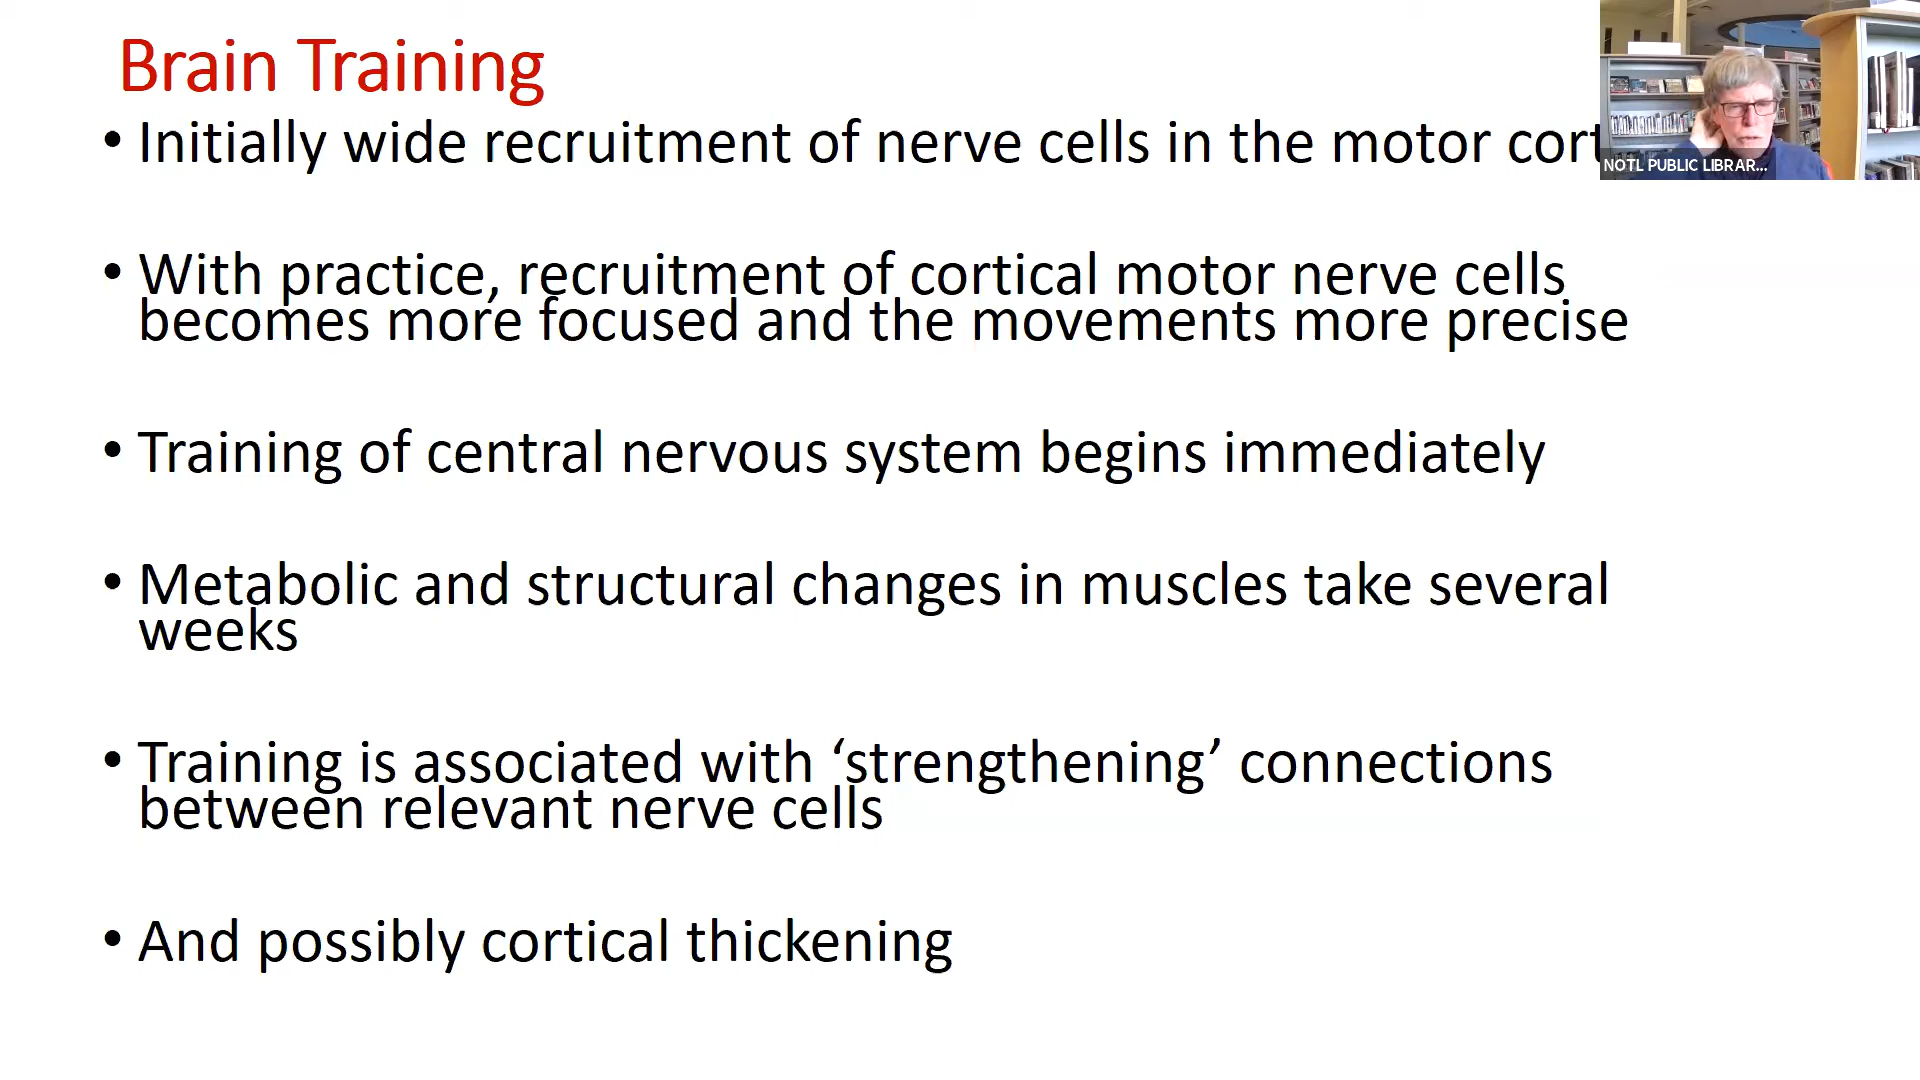 Brain Training
• Initially wide recruitment of nerve cells in the motor
• With practice, recruitment of cortical motor nerve cells
becomes more focused and the movements more precise
• Training of central nervous system begins immediately
• Metabolic and structural changes in muscles take several
weeks
• Training is associated with ‘strengthening’ connections
between relevant nerve cells
• And possibly cortical thickening
NOTL PUBLIC LIBRAR...